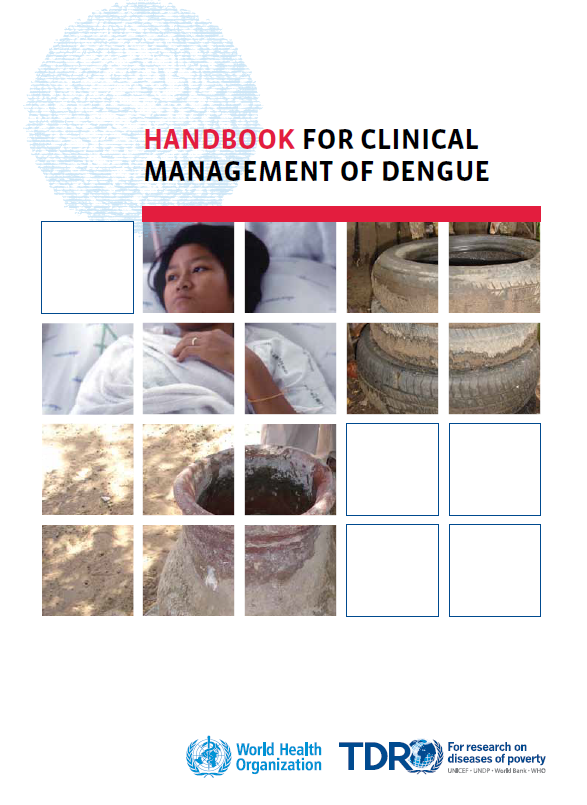 HANDBOOK FOR CLINICAL
MANAGEMENT OF DENGUE
World Health
Organization
TDR
For research on
diseases of poverty
UNICEF • UNDP • World Bank • WHO